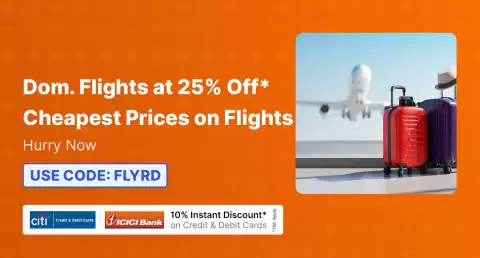 Dom. Flights at 25% Off*
Cheapest Prices on Flights
Hurry Now
USE CODE: FLYRD
citi Credit & Debit Cards ICICI Bank 10% Instant Discount*
on Credit & Debit Cards
*T&C Apply